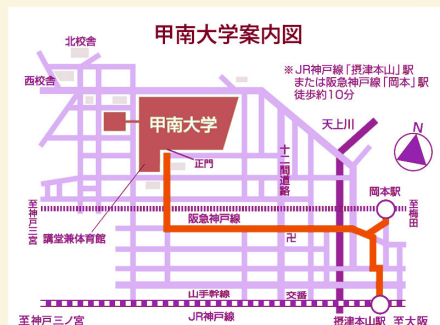 甲南大学案内図
北校舎
西校舎
※JR神戸線「摂津本山」駅
または阪急神戸線「岡本」駅
徒歩約10分
甲南大学
天上川
N
正門
十二間道路
岡本駅
至神戸三宮
阪急神戸線
至梅田
講堂兼体育館
卍
山手幹線
交番
JR神戸線
至神戸三ノ宮
摂津本山駅
至大阪